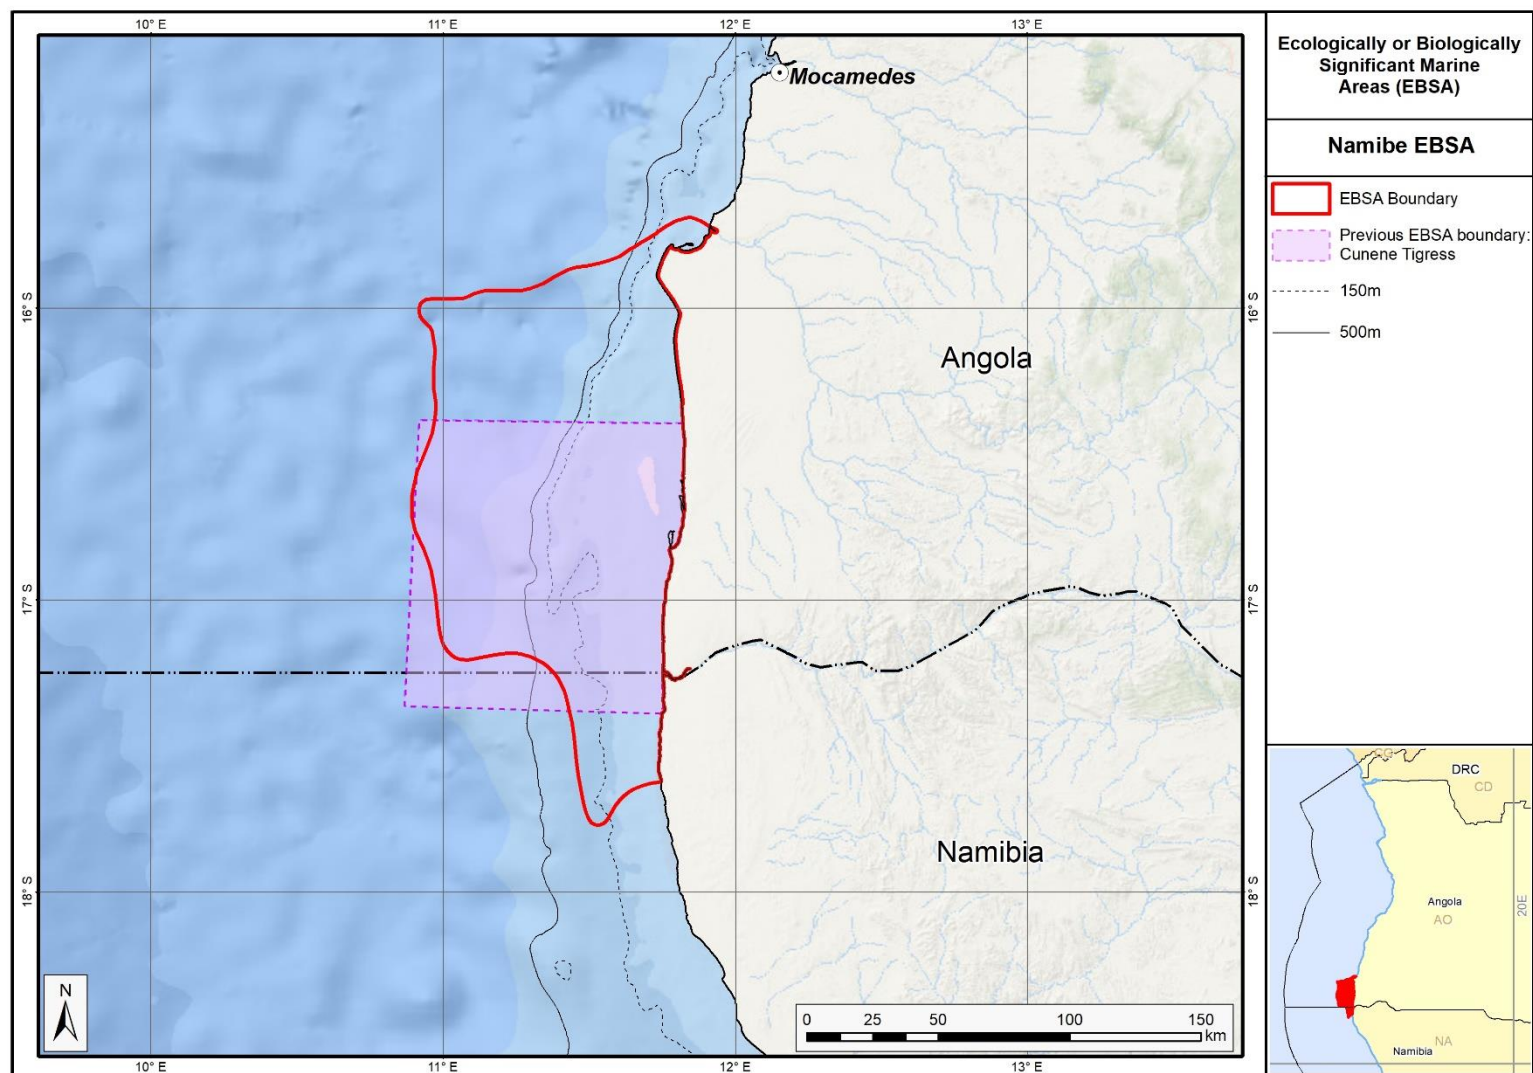 10° E
11° E
12° E
13° E
Mocamedes
16° S
16° S
Angola
17° S
17° S
Namibia
18° S
18° S
N
0 25 50 100 150
km
10° E
11° E
12° E
13° E
Ecologically or Biologically
Significant Marine
Areas (EBSA)
Namibe EBSA
EBSA Boundary
Previous EBSA boundary:
Cunene Tigress
150m
500m
CG
DRC
CD
Angola
AO
20E
NA
Namibia